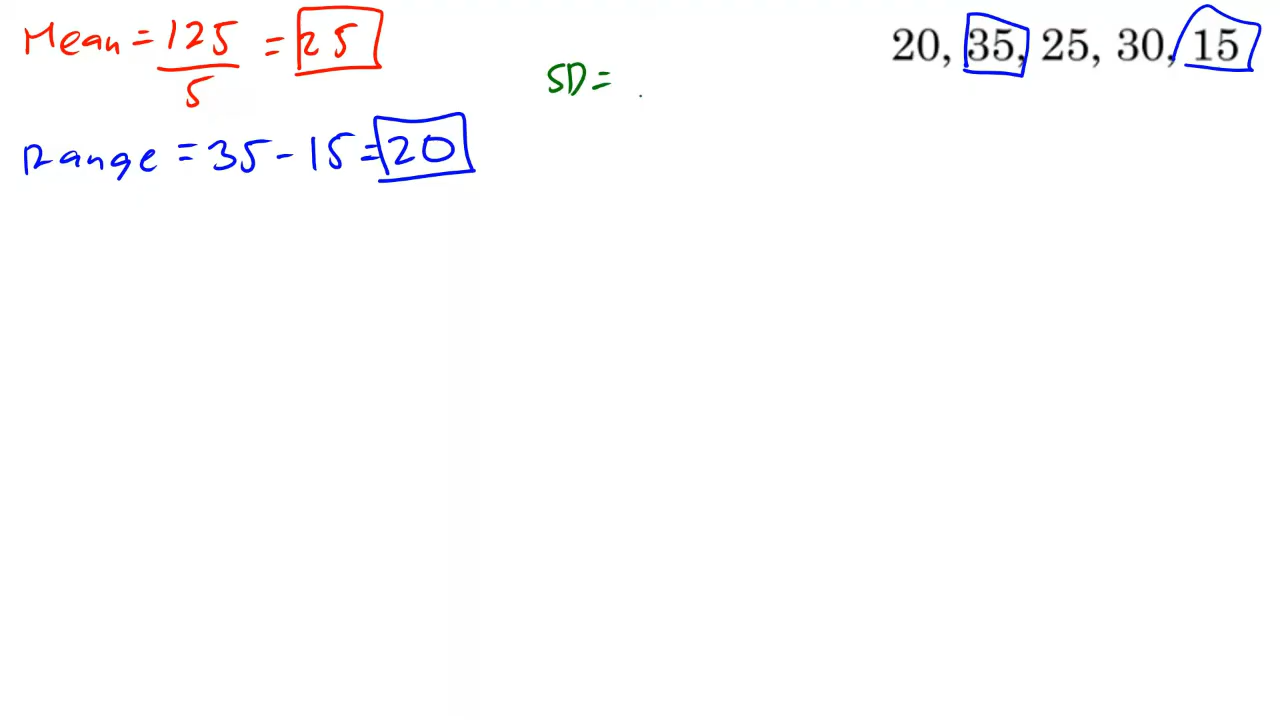 Mean = 125/5 = 25
20, 35, 25, 30, 15
SD =
Range = 35 - 15 = 20